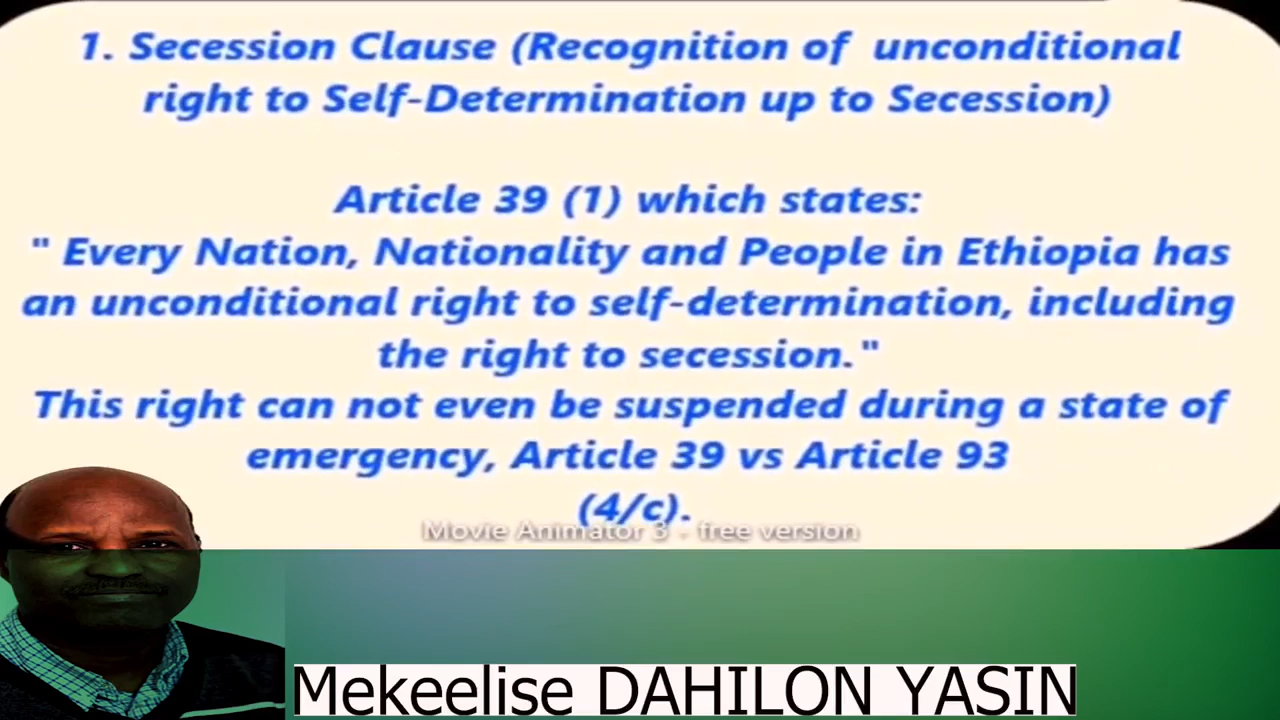 1. Secession Clause (Recognition of unconditional
right to Self-Determination up to Secession)
Article 39 (1) which states:
" Every Nation, Nationality and People in Ethiopia has
an unconditional right to self-determination, including
the right to secession."
This right can not even be suspended during a state of
emergency, Article 39 vs Article 93
(4/c).
Movie Animator 3 - free version
Mekeelise DAHILON YASIN